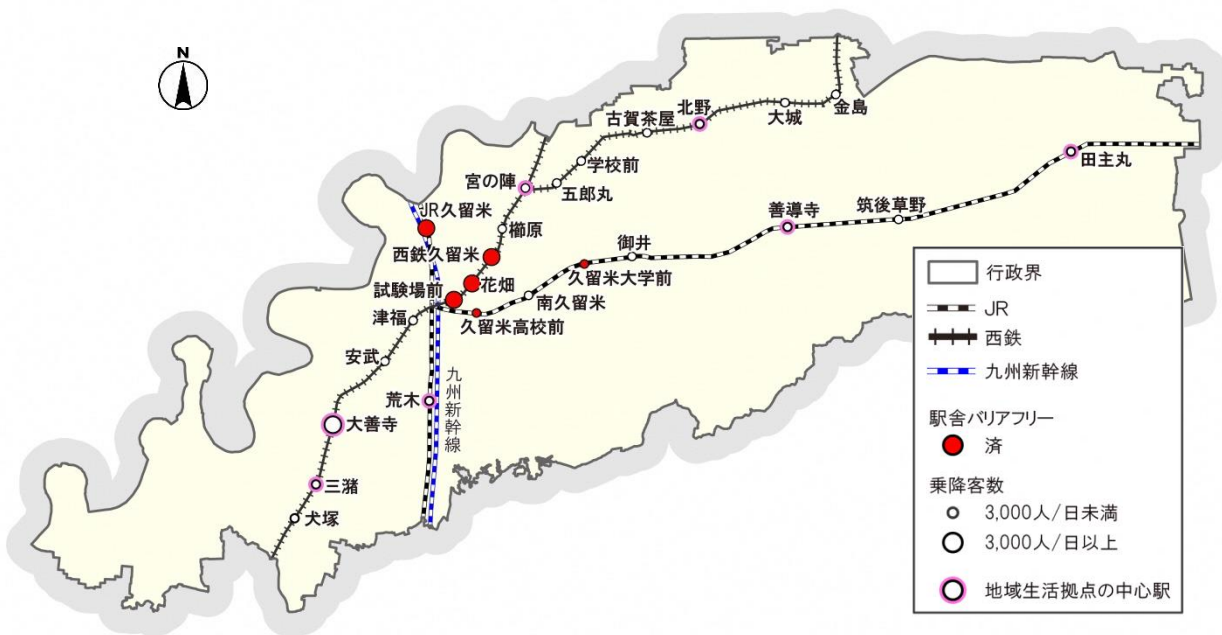 N
金島
大城
北野
古賀茶屋
学校前
五郎丸
宮の陣
田主丸
JR久留米
櫛原
善導寺
筑後草野
西鉄久留米
御井
久留米大学前
花畑
試験場前
南久留米
久留米高校前
津福
安武
荒木
九州新幹線
大善寺
三潴
犬塚
行政界
JR
西鉄
九州新幹線
駅舎バリアフリー
済
乗降客数
3,000人/日未満
3,000人/日以上
地域生活拠点の中心駅